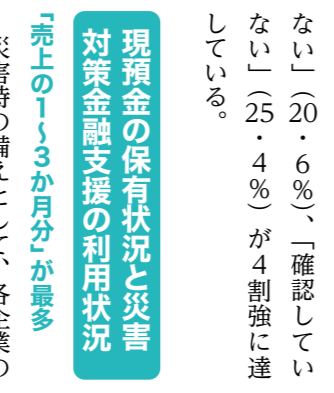 ない」（20・6％）、「確認してい
ない」（25・4％）が４割強に達
している。
現預金の保有状況と災害
対策金融支援の利用状況
「売上の１～３か月分」が最多
災害時の備えとして、各企業の